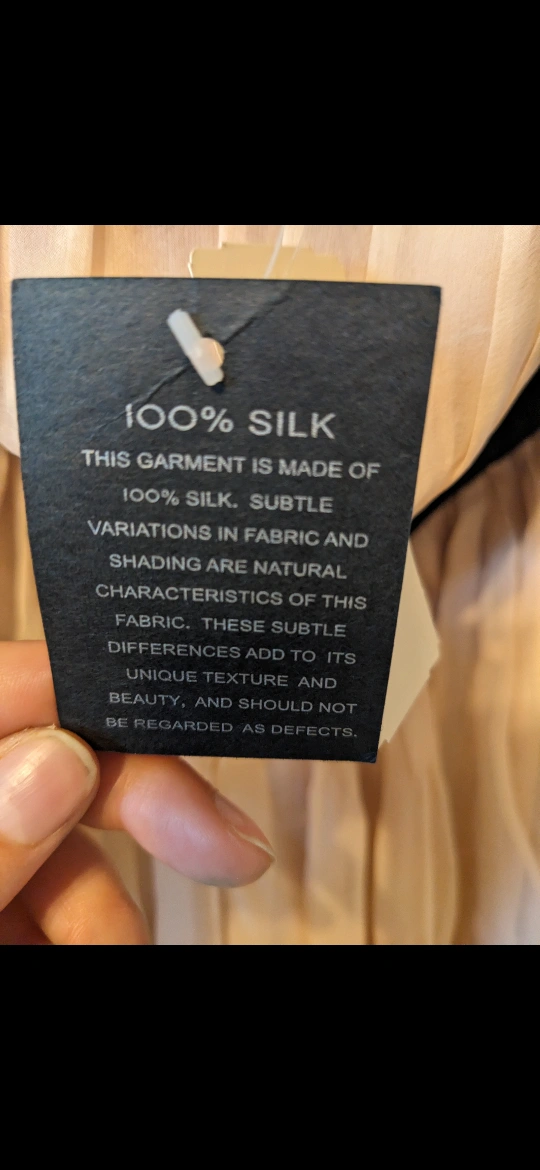 100% SILK
THIS GARMENT IS MADE OF
100% SILK. SUBTLE
VARIATIONS IN FABRIC AND
SHADING ARE NATURAL
CHARACTERISTICS OF THIS
FABRIC. THESE SUBTLE
DIFFERENCES ADD TO ITS
UNIQUE TEXTURE AND
BEAUTY, AND SHOULD NOT
BE REGARDED AS DEFECTS.